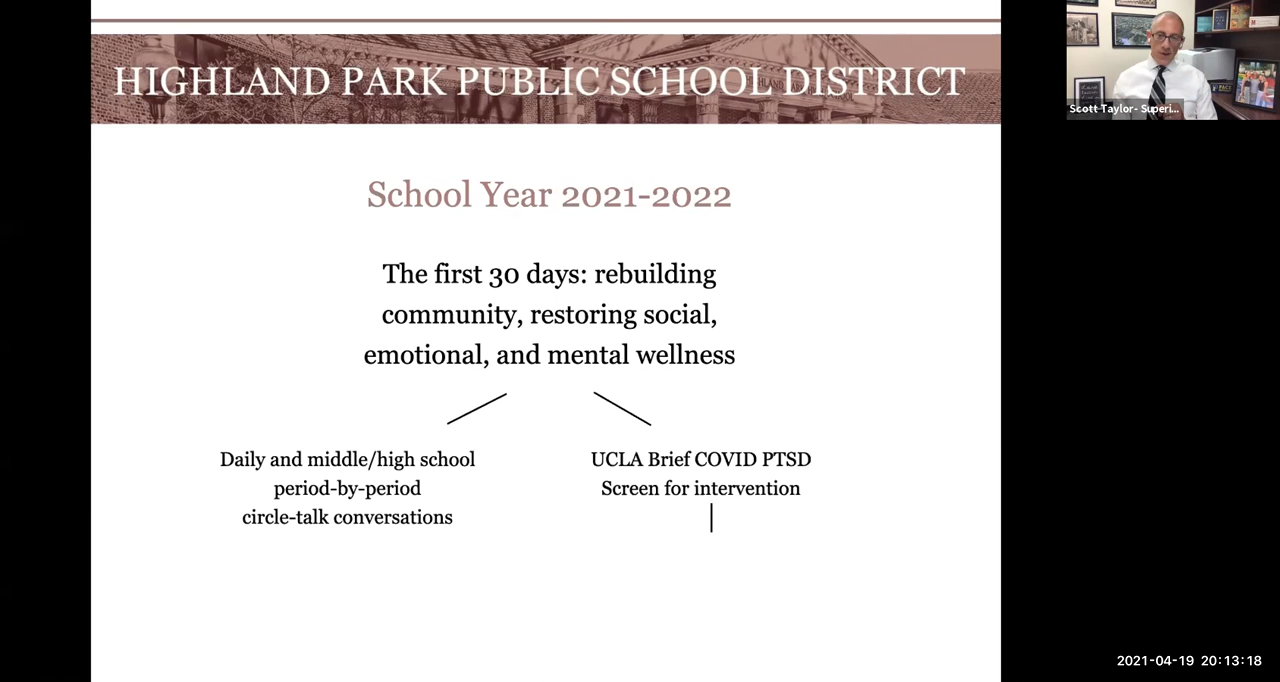 HIGHLAND PARK PUBLIC SCHOOL DISTRICT
Scott Taylor- Superi...
School Year 2021-2022
The first 30 days: rebuilding
community, restoring social,
emotional, and mental wellness
Daily and middle/high school
period-by-period
circle-talk conversations
UCLA Brief COVID PTSD
Screen for intervention
2021-04-19 20:13:18